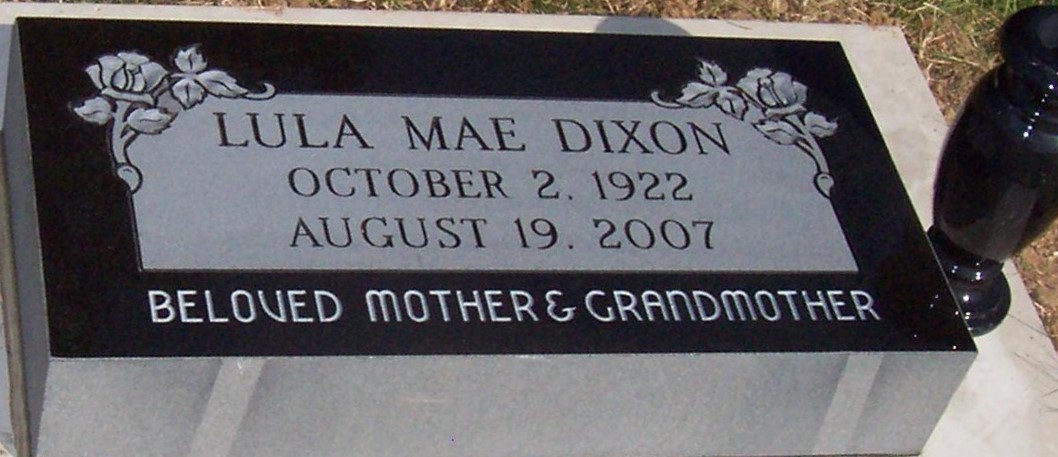 LULA MAE DIXON
OCTOBER 2, 1922
AUGUST 19, 2007
BELOVED MOTHER & GRANDMOTHER